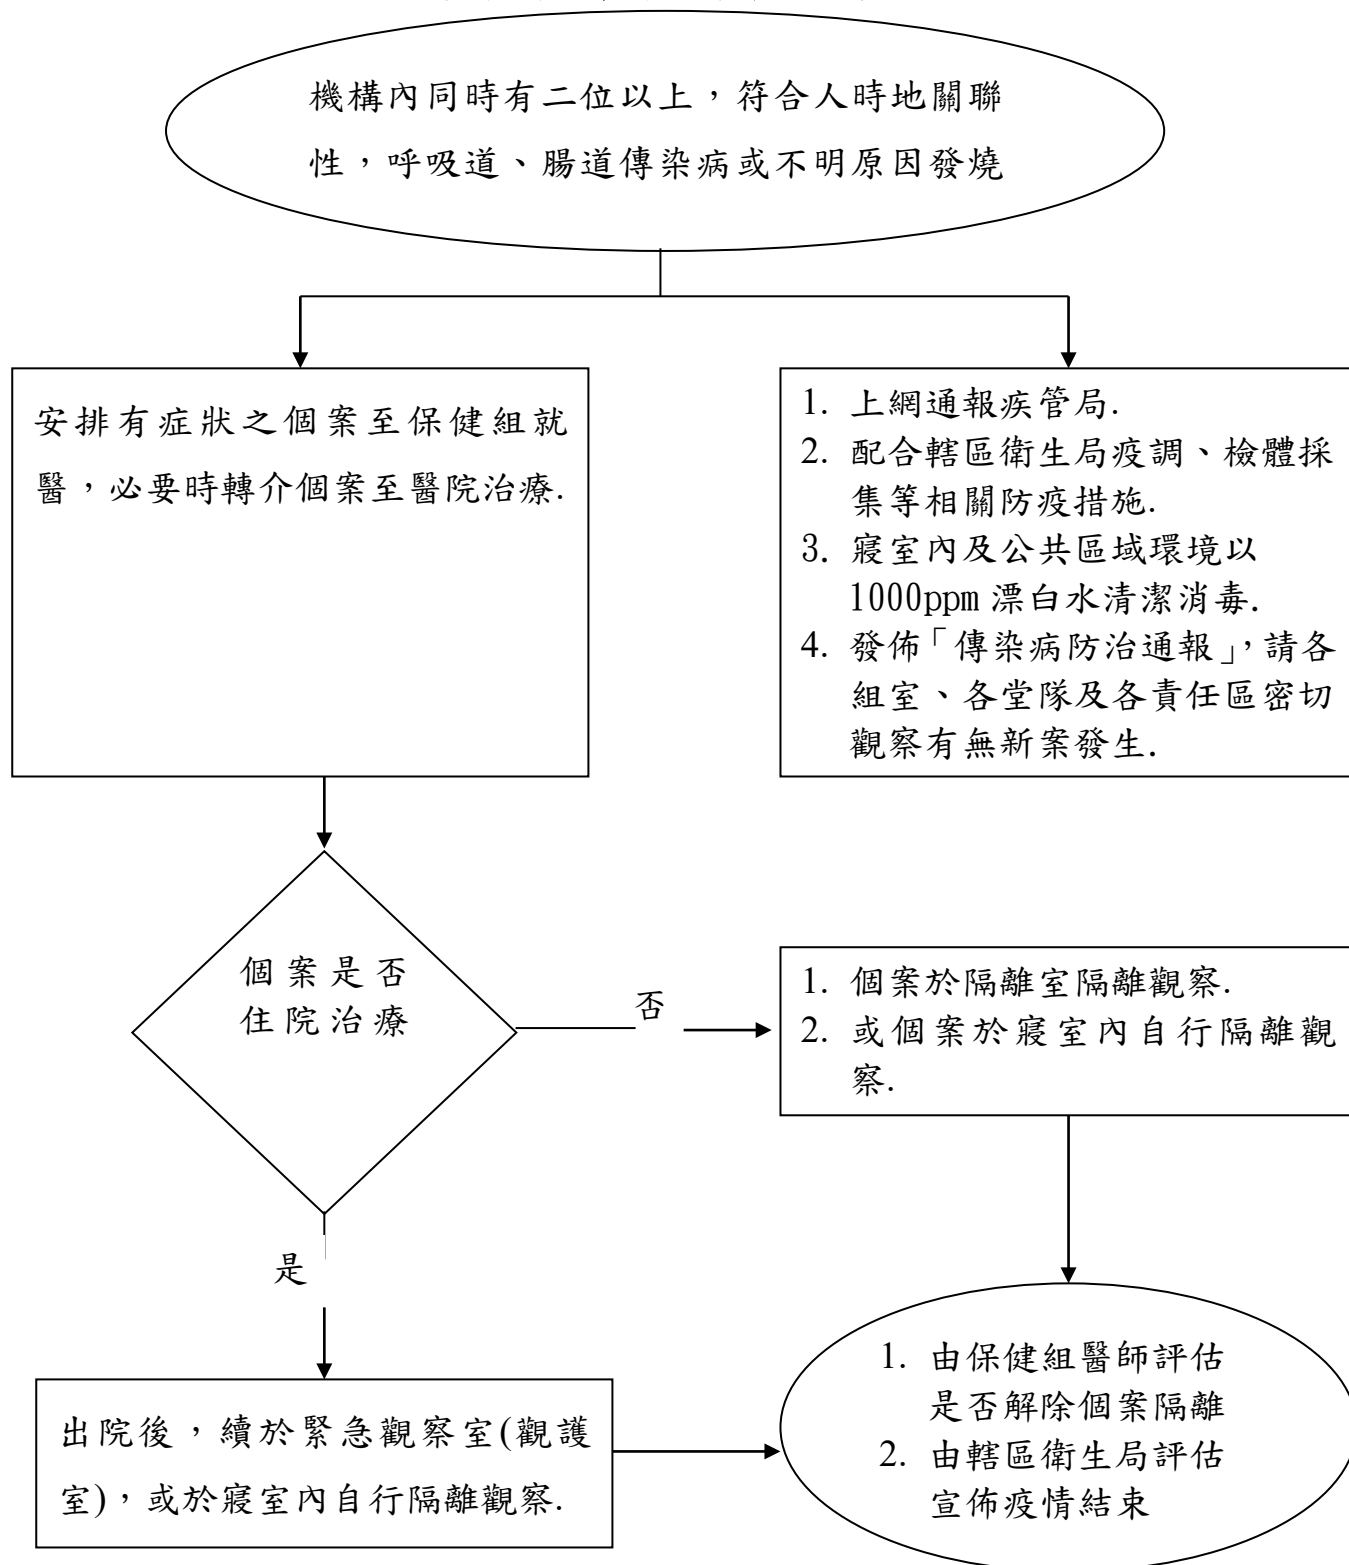 機構內同時有二位以上，符合人時地關聯
性，呼吸道、腸道傳染病或不明原因發燒
安排有症狀之個案至保健組就
醫，必要時轉介個案至醫院治療.
1. 上網通報疾管局.
2. 配合轄區衛生局疫調、檢體採
集等相關防疫措施.
3. 寢室內及公共區域環境以
1000ppm 漂白水清潔消毒.
4. 發佈「傳染病防治通報」，請各
組室、各堂隊及各責任區密切
觀察有無新案發生.
個案是否
住院治療
否
1. 個案於隔離室隔離觀察.
2. 或個案於寢室內自行隔離觀
察.
是
出院後，續於緊急觀察室(觀護
室)，或於寢室內自行隔離觀察.
1. 由保健組醫師評估
是否解除個案隔離
2. 由轄區衛生局評估
宣佈疫情結束